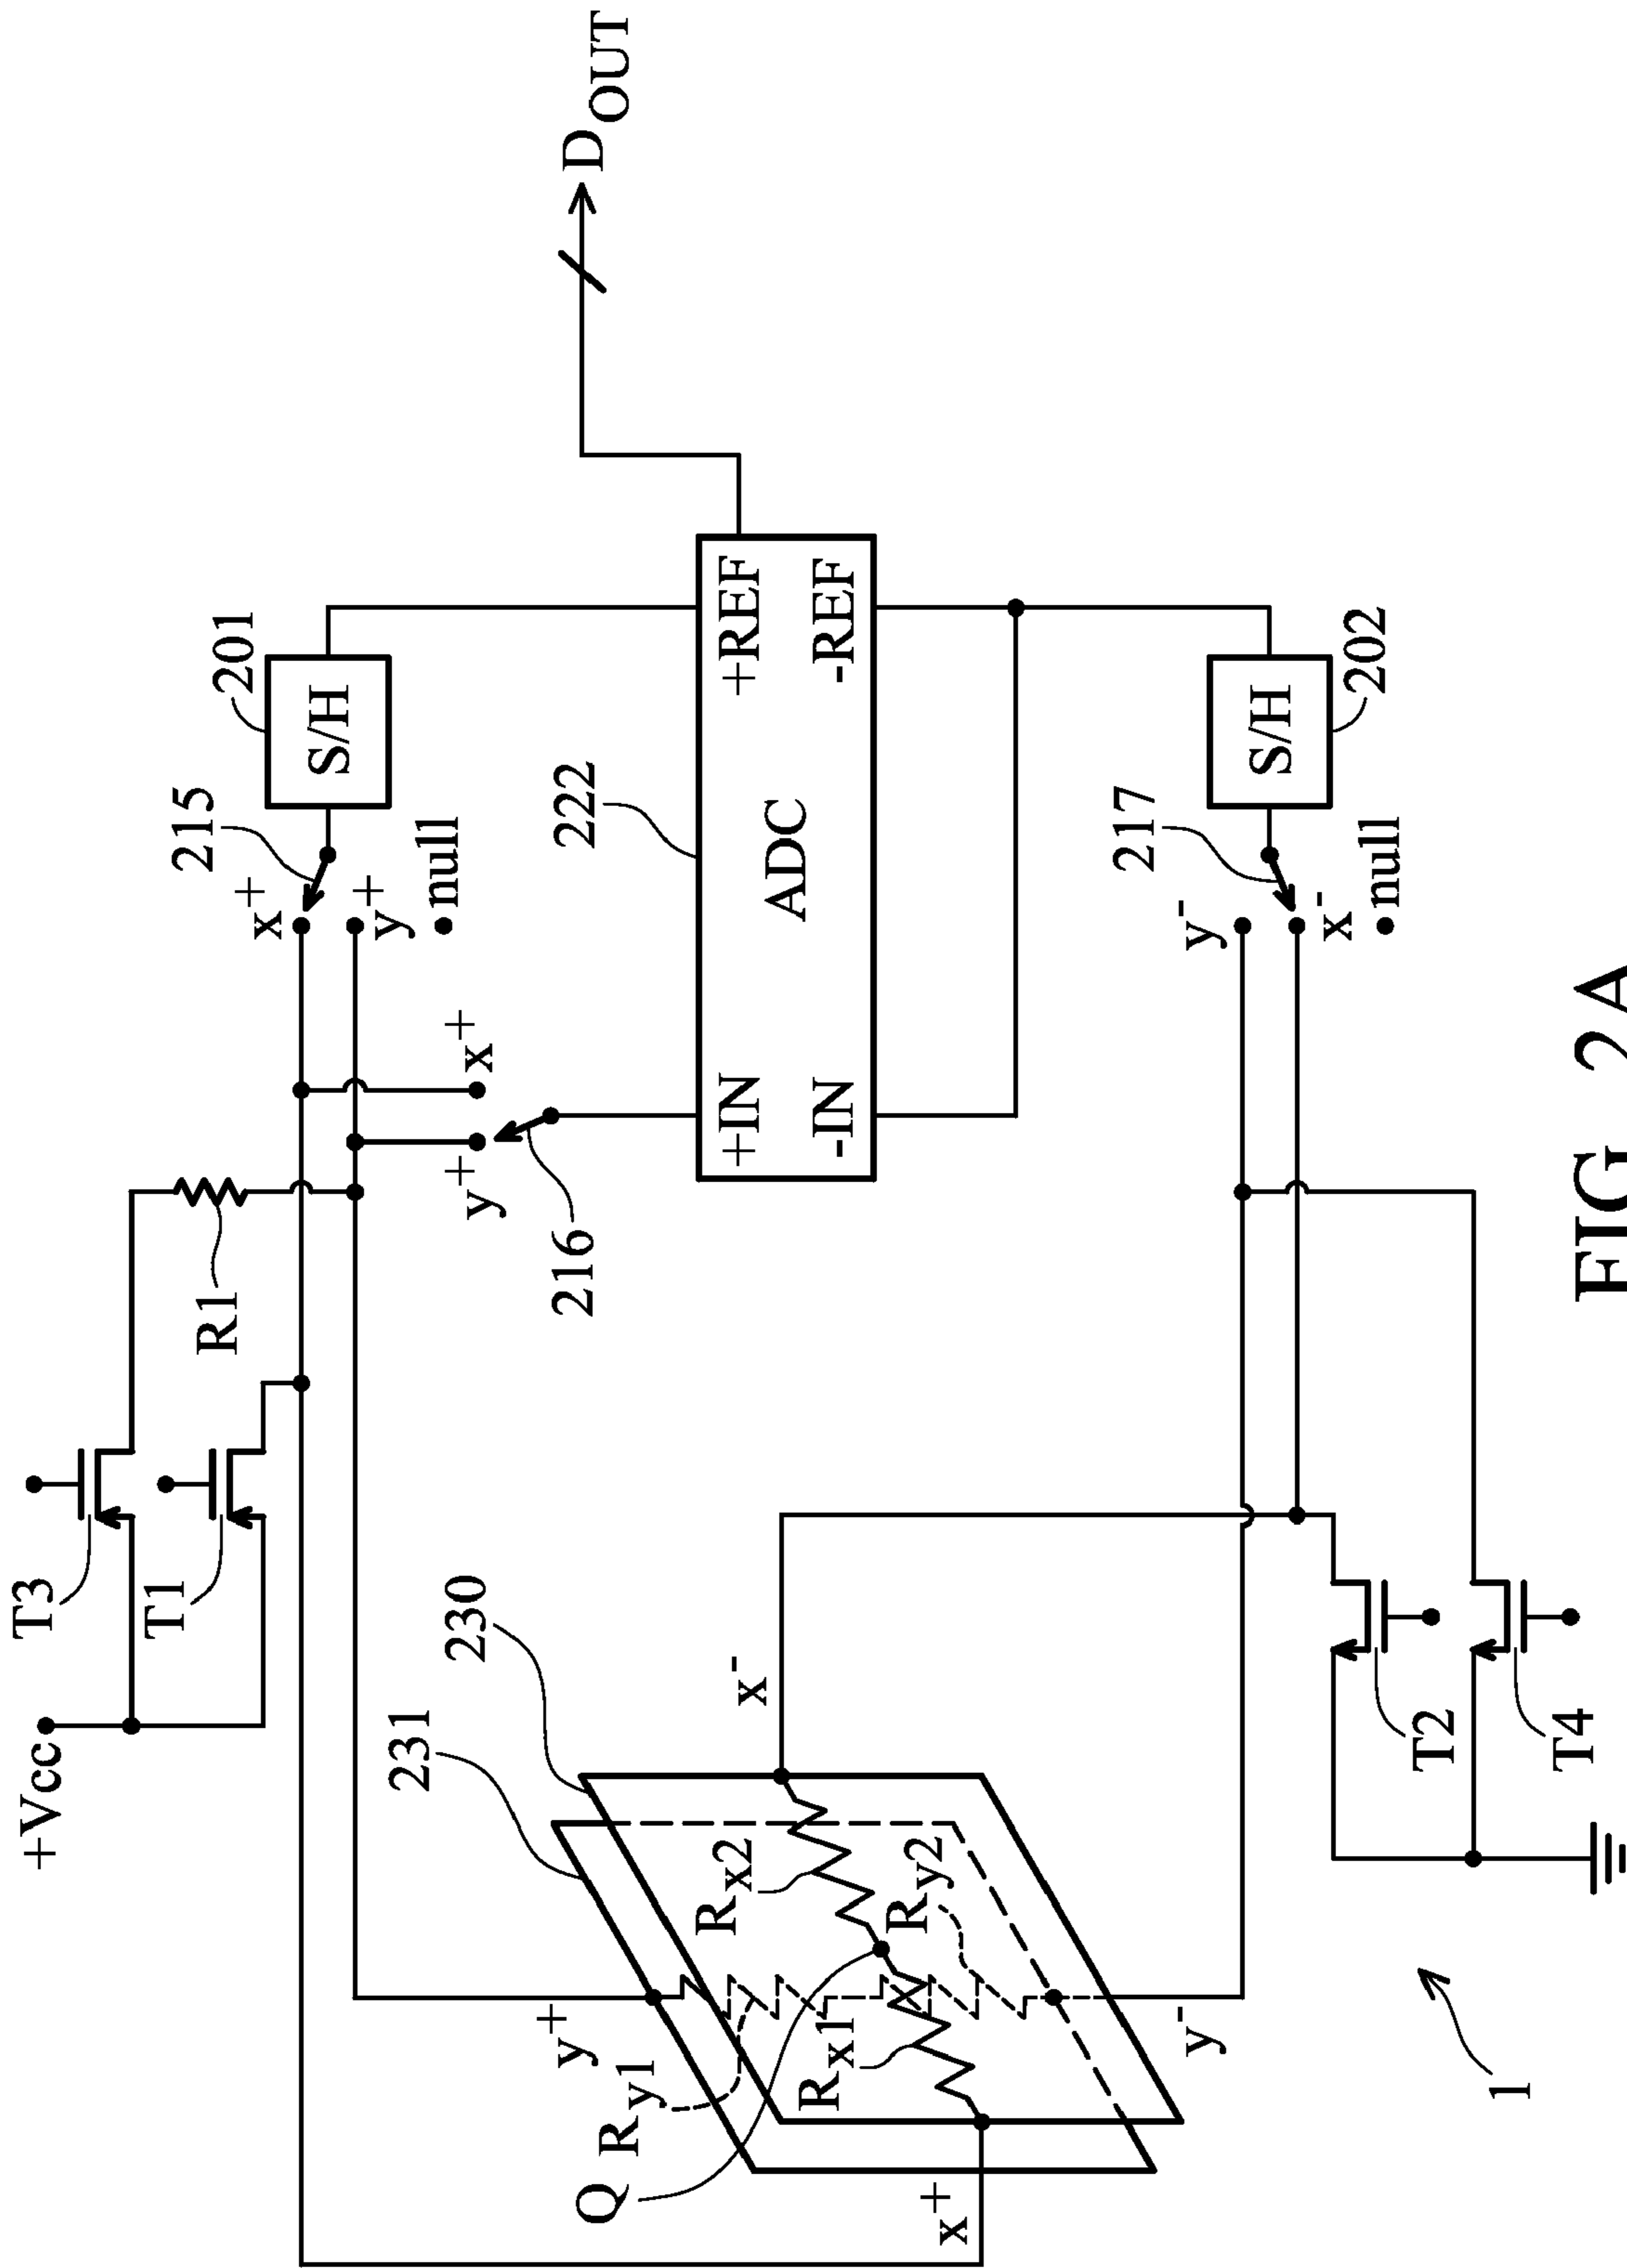 +Vcc
T3
T1
R1
x+
215
201
S/H
y+
null
y+
x+
216
222
+IN
+REF
ADC
-IN
-REF
DOUT
231
230
y+
x-
Ry1
Rx2
Q
Rx1
Ry2
x+
y-
y-
217
S/H
x-
202
null
T2
T4
1
FIG. 2A